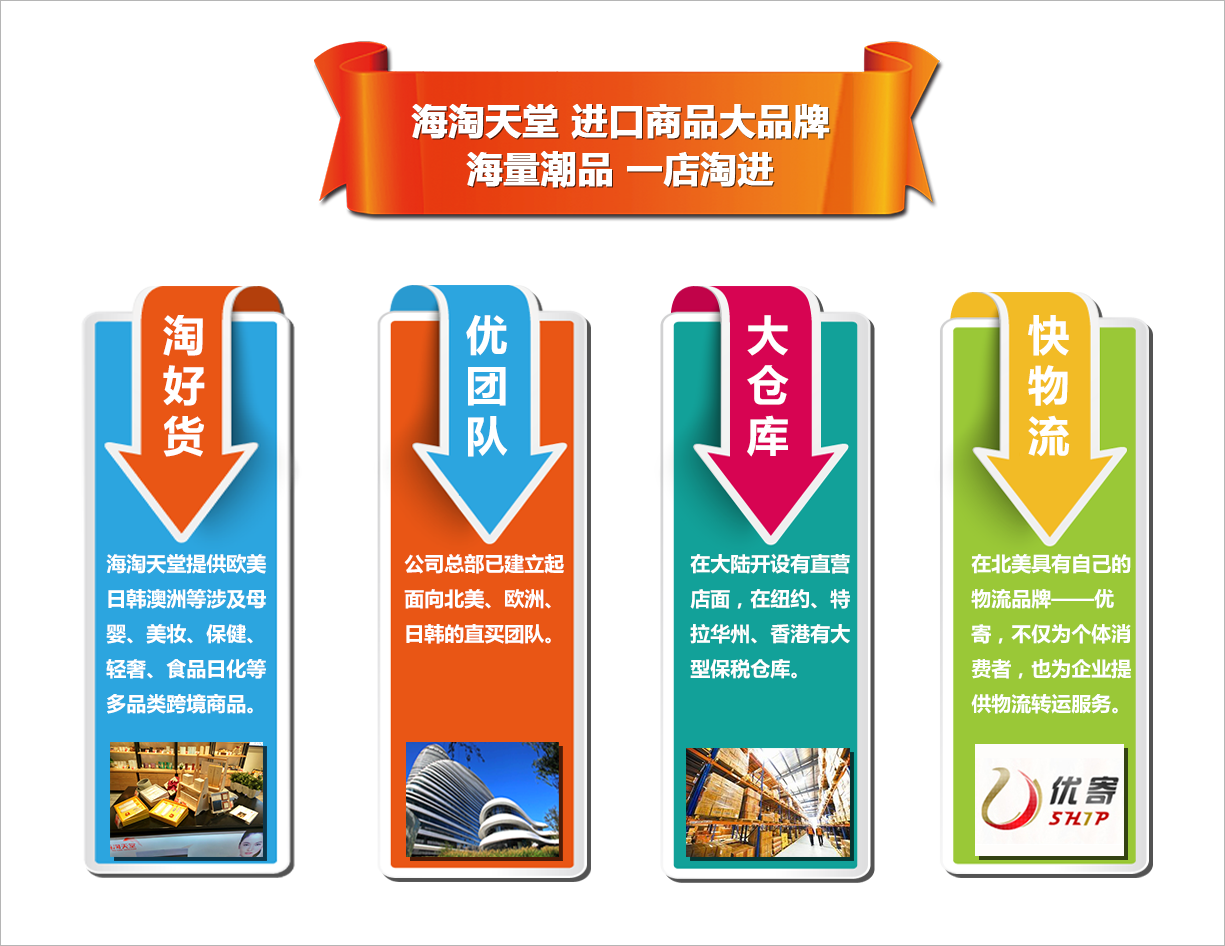 海淘天堂 进口商品大品牌
海量潮品 一店淘进
淘好货
海淘天堂提供欧美
日韩澳洲等涉及母
婴、美妆、保健、
轻奢、食品日化等
多品类跨境商品。
优团队
公司总部已建立起
面向北美、欧洲、
日韩的直买团队。
大仓库
在大陆开设有直营
店面，在纽约、特
拉华州、香港有大
型保税仓库。
快物流
在北美具有自己的
物流品牌——优
寄，不仅为个体消
费者，也为企业提
供物流转运服务。
优寄
SHIP